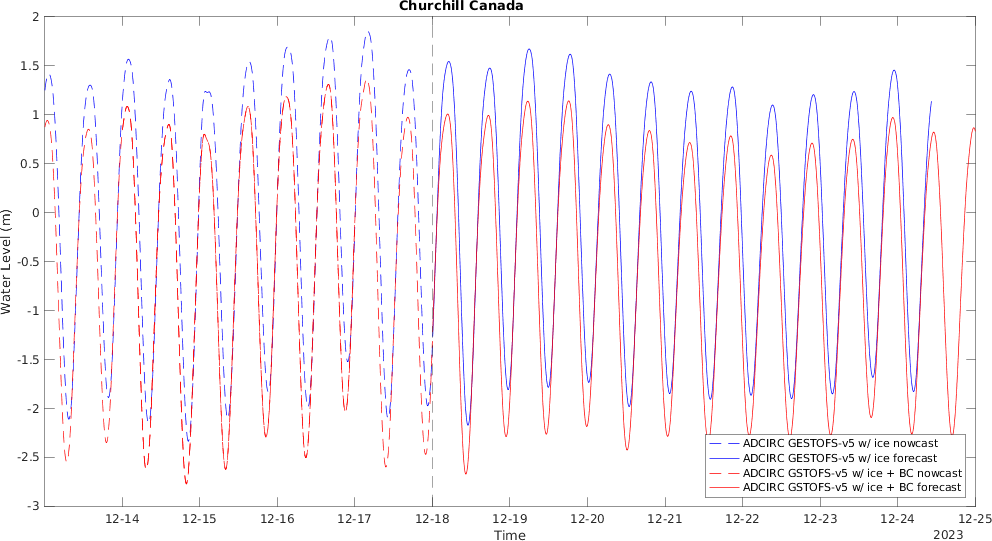 Churchill Canada
Water Level (m)
2
1.5
1
0.5
0
-0.5
-1
-1.5
-2
-2.5
-3
ADCIRC GESTOFS-v5 w/ ice nowcast
ADCIRC GESTOFS-v5 w/ ice forecast
ADCIRC GSTOFS-v5 w/ ice + BC nowcast
ADCIRC GSTOFS-v5 w/ ice + BC forecast
12-14 12-15 12-16 12-17 12-18 12-19 12-20 12-21 12-22 12-23 12-24 12-25
Time
2023